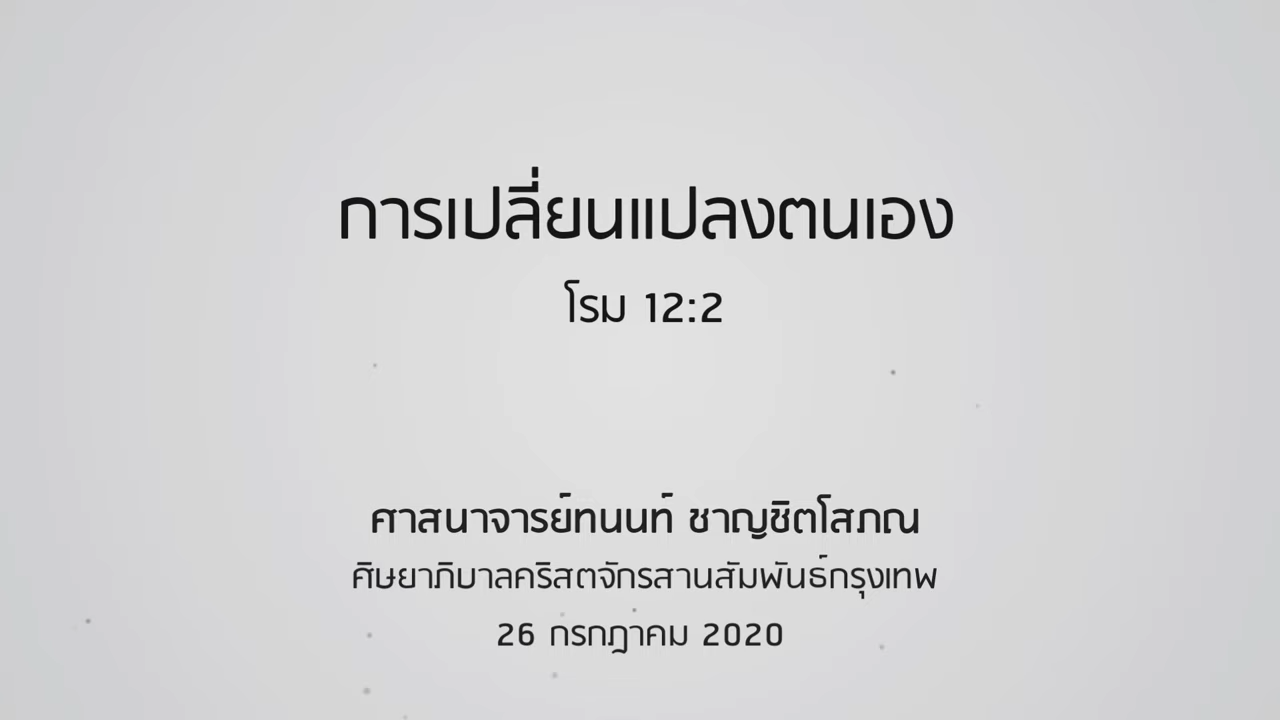 การเปลี่ยนแปลงตนเอง
โรม 12:2
ศาสนาจารย์ทนนท์ ชาญชิตโสภณ
ศิษยาภิบาลคริสตจักรสานสัมพันธ์กรุงเทพ
26 กรกฎาคม 2020